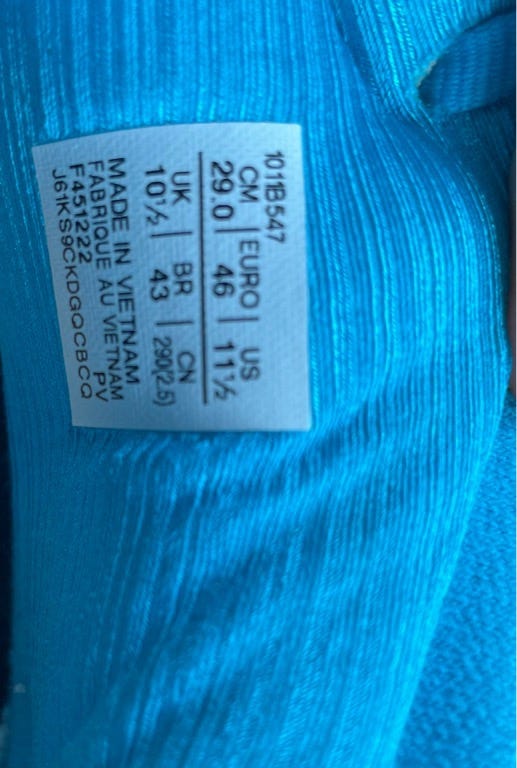 1011B547
CM | EURO | US
29.0 | 46 | 11½
UK | BR | CN
10½ | 43 | 290(2.5)
MADE IN VIETNAM
FABRIQUE AU VIETNAM
F451222 PV
J61KS9CKDGQCBCQ